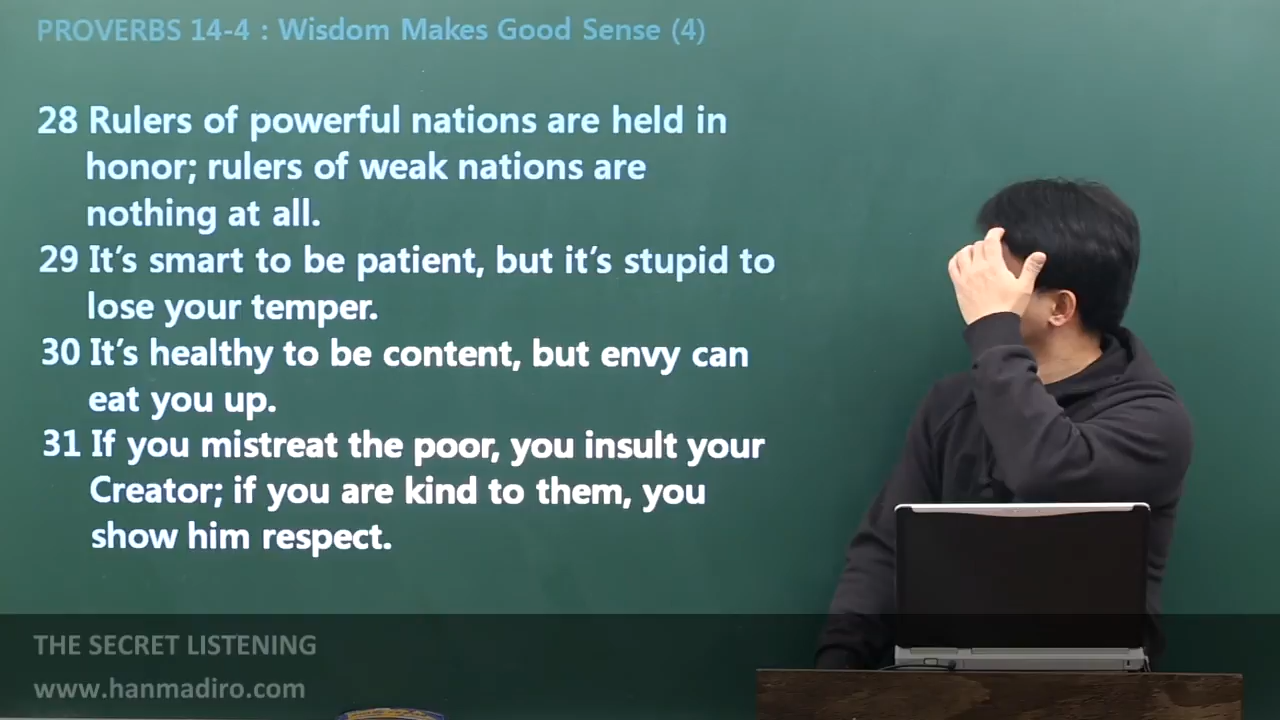 PROVERBS 14-4 : Wisdom Makes Good Sense (4)
28 Rulers of powerful nations are held in
honor; rulers of weak nations are
nothing at all.
29 It's smart to be patient, but it's stupid to
lose your temper.
30 It's healthy to be content, but envy can
eat you up.
31 If you mistreat the poor, you insult your
Creator; if you are kind to them, you
show him respect.
THE SECRET LISTENING
www.hanmadiro.com